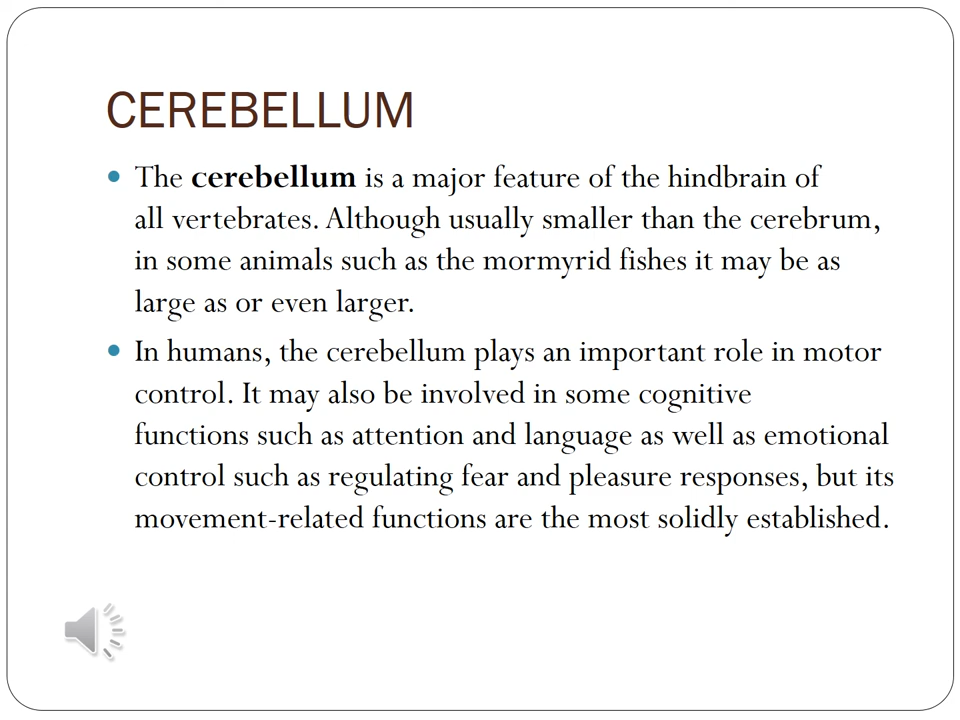 CEREBELLUM
The cerebellum is a major feature of the hindbrain of
all vertebrates. Although usually smaller than the cerebrum,
in some animals such as the mormyrid fishes it may be as
large as or even larger.
In humans, the cerebellum plays an important role in motor
control. It may also be involved in some cognitive
functions such as attention and language as well as emotional
control such as regulating fear and pleasure responses, but its
movement-related functions are the most solidly established.